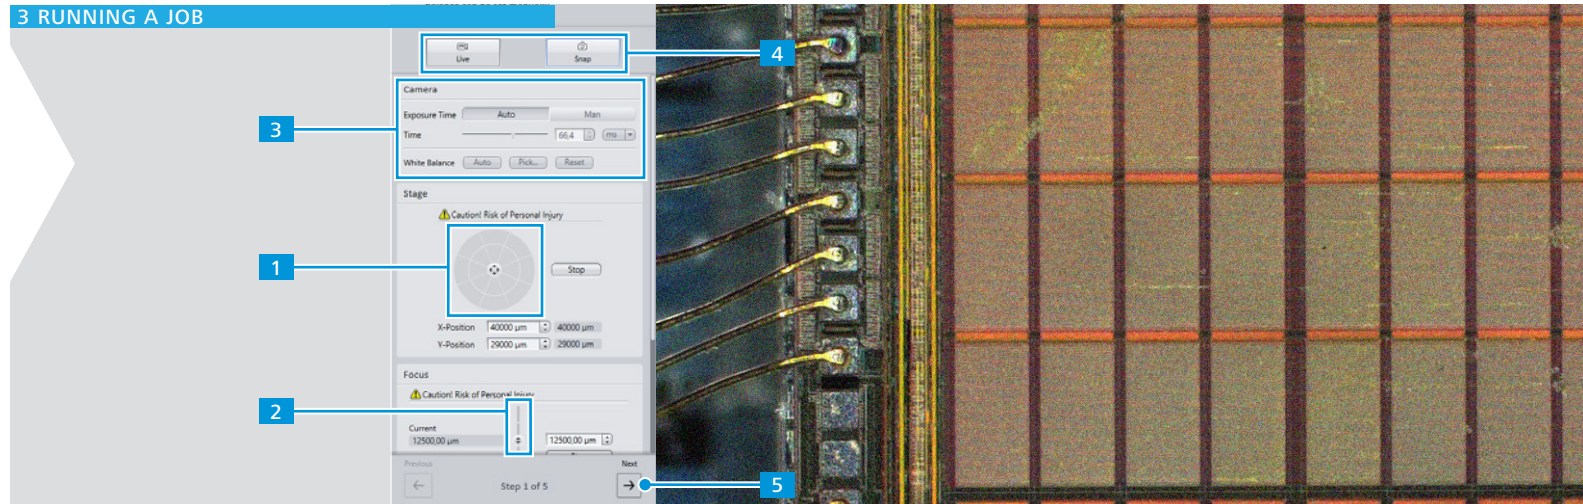 3 RUNNING A JOB
Live
Snap
4
Camera
3
Exposure Time Auto Man
Time 66,4 ms
White Balance Auto Pick... Reset
Stage
Caution! Risk of Personal Injury
1
Stop
X-Position 40000 µm 40000 µm
Y-Position 29000 µm 29000 µm
Focus
Caution! Risk of Personal Injury
2
Current
12500,00 µm 12500,00 µm
Previous Next
Step 1 of 5
5